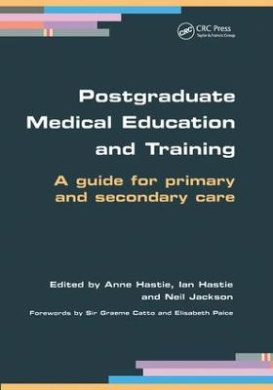 CRC Press
Taylor & Francis Group
Postgraduate
Medical Education
and Training
A guide for primary
and secondary care
Edited by Anne Hastie, Ian Hastie
and Neil Jackson
Forewords by Sir Graeme Catto and Elisabeth Paice